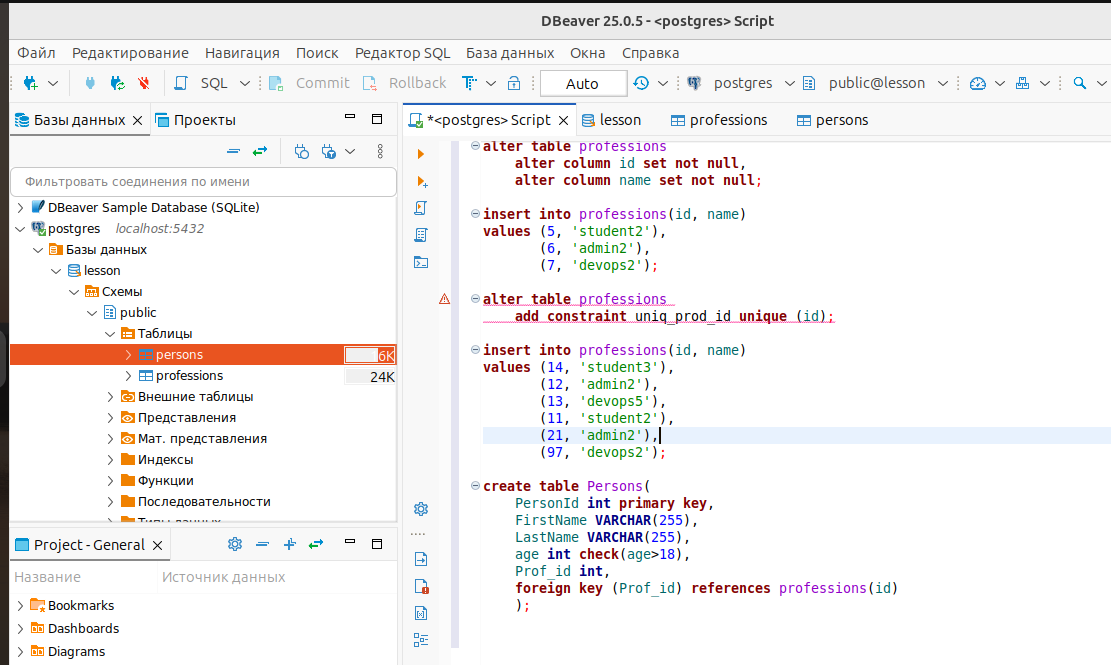 DBeaver 25.0.5 - <postgres> Script
Файл Редактирование Навигация Поиск Редактор SQL База данных Окна Справка
SQL Commit Rollback Auto postgres public@lesson
Базы данных Проекты
Фильтровать соединения по имени
DBeaver Sample Database (SQLite)
postgres localhost:5432
Базы данных
lesson
Схемы
public
Таблицы
persons 16K
professions 24K
Внешние таблицы
Представления
Мат. представления
Индексы
Функции
Последовательности
Типы данных
Project - General
Название Источник данных
Bookmarks
Dashboards
Diagrams
*<postgres> Script lesson professions persons
alter table professions
alter column id set not null,
alter column name set not null;
insert into professions(id, name)
values (5, 'student2'),
(6, 'admin2'),
(7, 'devops2');
alter table professions
add constraint uniq_prod_id unique (id);
insert into professions(id, name)
values (14, 'student3'),
(12, 'admin2'),
(13, 'devops5'),
(11, 'student2'),
(21, 'admin2'),
(97, 'devops2');
create table Persons(
PersonId int primary key,
FirstName VARCHAR(255),
LastName VARCHAR(255),
age int check(age>18),
Prof_id int,
foreign key (Prof_id) references professions(id)
);